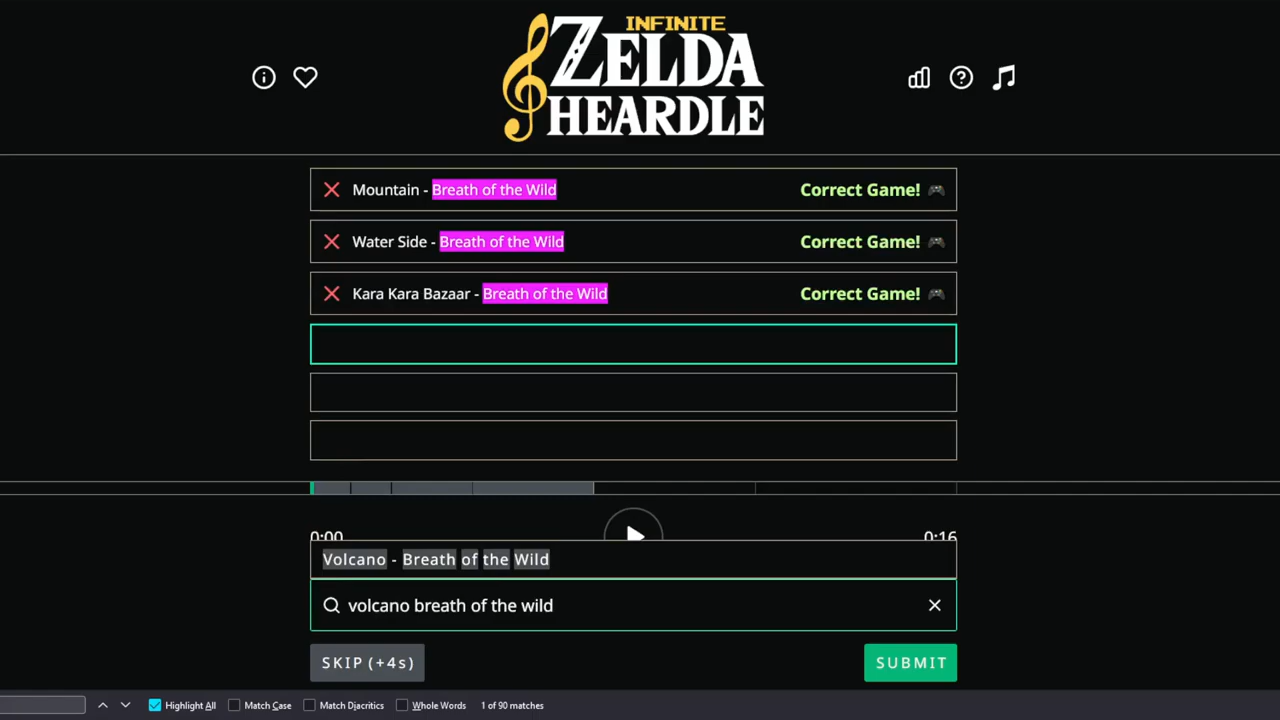 INFINITE
ZELDA
HEARDLE
Mountain - Breath of the Wild Correct Game!
Water Side - Breath of the Wild Correct Game!
Kara Kara Bazaar - Breath of the Wild Correct Game!
0:00 0:16
Volcano - Breath of the Wild
volcano breath of the wild
SKIP (+4s) SUBMIT
Highlight All Match Case Match Diacritics Whole Words 1 of 90 matches